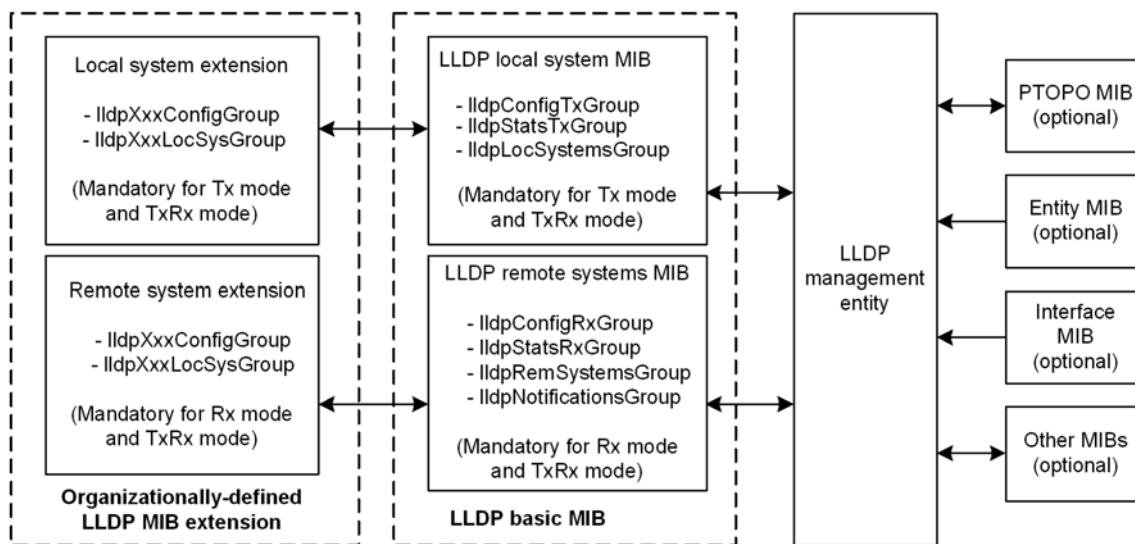 Local system extension
- lldpXxxConfigGroup
- lldpXxxLocSysGroup
(Mandatory for Tx mode
and TxRx mode)
Remote system extension
- lldpXxxConfigGroup
- lldpXxxLocSysGroup
(Mandatory for Rx mode
and TxRx mode)
Organizationally-defined
LLDP MIB extension
LLDP local system MIB
- lldpConfigTxGroup
- lldpStatsTxGroup
- lldpLocSystemsGroup
(Mandatory for Tx mode
and TxRx mode)
LLDP remote systems MIB
- lldpConfigRxGroup
- lldpStatsRxGroup
- lldpRemSystemsGroup
- lldpNotificationsGroup
(Mandatory for Rx mode
and TxRx mode)
LLDP basic MIB
LLDP
management
entity
PTOPO MIB
(optional)
Entity MIB
(optional)
Interface
MIB
(optional)
Other MIBs
(optional)